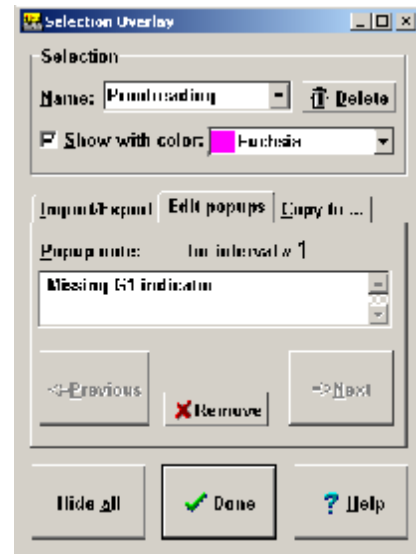 Selection Overlay
Selection
Name: Proofreading Delete
Show with color: Fuchsia
Import/Export Edit popups Copy to ...
Popup note: for interval # 1
Missing G1 indicator
Previous Remove Next
Hide all Done Help